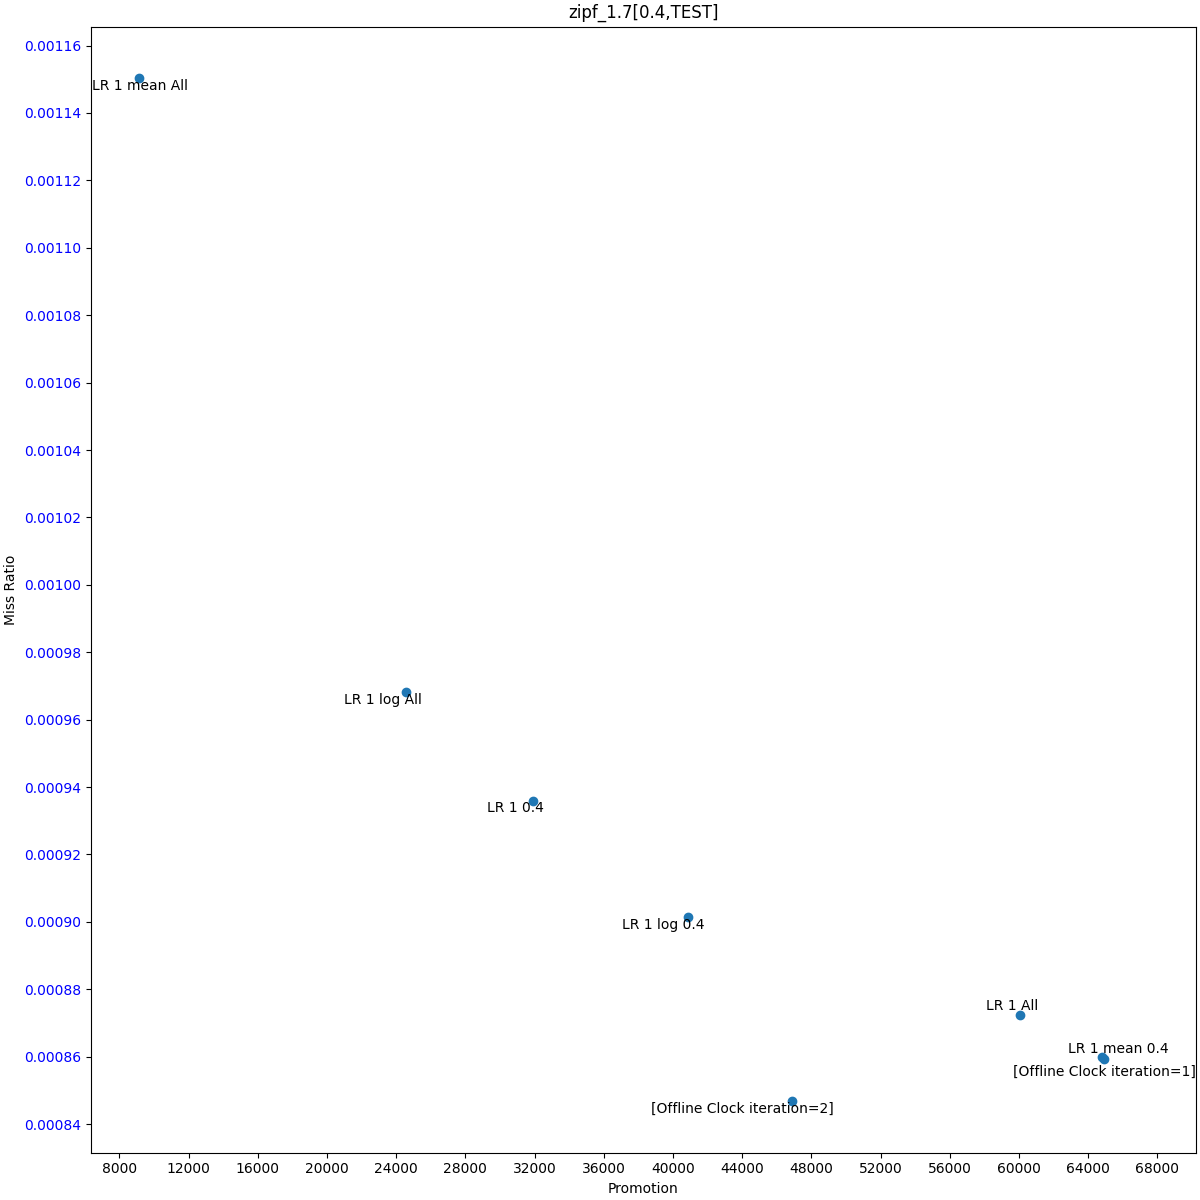 zipf_1.7[0.4,TEST]
0.00116
LR 1 mean All
0.00114
0.00112
0.00110
0.00108
0.00106
0.00104
0.00102
0.00100
Miss Ratio
0.00098
LR 1 log All
0.00096
0.00094
LR 1 0.4
0.00092
0.00090
LR 1 log 0.4
0.00088
LR 1 All
0.00086
LR 1 mean 0.4
[Offline Clock iteration=1]
[Offline Clock iteration=2]
0.00084
8000 12000 16000 20000 24000 28000 32000 36000 40000 44000 48000 52000 56000 60000 64000 68000
Promotion